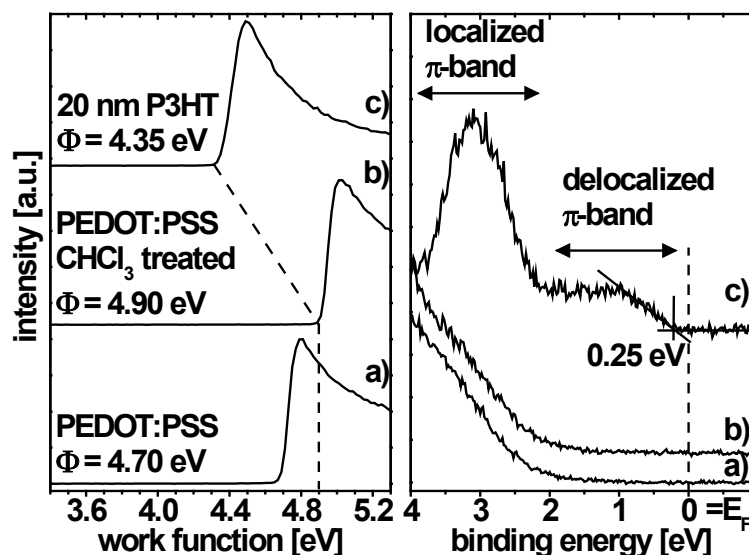 intensity [a.u.]
20 nm P3HT
Φ = 4.35 eV
c)
b)
PEDOT:PSS
CHCl₃ treated
Φ = 4.90 eV
a)
PEDOT:PSS
Φ = 4.70 eV
3.6 4.0 4.4 4.8 5.2
work function [eV]
localized
π-band
delocalized
π-band
c)
0.25 eV
b)
a)
4 3 2 1 0 =E_F
binding energy [eV]